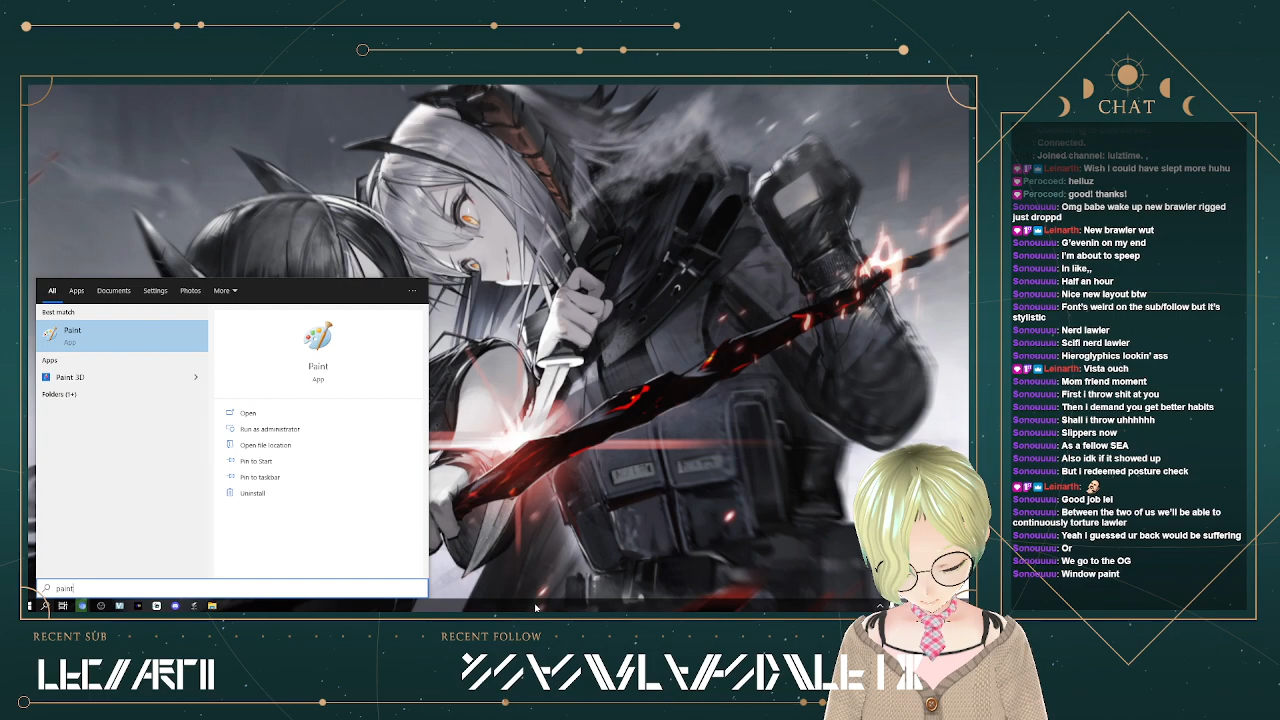 CHAT
Connected.
Joined channel: lulztime. ,
Leinarth: Wish I could have slept more huhu
Perocoed: helluz
Perocoed: good! thanks!
Sonouuuu: Omg babe wake up new brawler rigged
just droppd
Leinarth: New brawler wut
Sonouuuu: G'evenin on my end
Sonouuuu: I'm about to speep
Sonouuuu: In like,,
Sonouuuu: Half an hour
Sonouuuu: Nice new layout btw
Sonouuuu: Font's weird on the sub/follow but it's
stylistic
Sonouuuu: Nerd lawler
Sonouuuu: Scifi nerd lawler
Sonouuuu: Hieroglyphics lookin' ass
Leinarth: Vista ouch
Sonouuuu: Mom friend moment
Sonouuuu: First i throw shit at you
Sonouuuu: Then i demand you get better habits
Sonouuuu: Shall i throw uhhhhhh
Sonouuuu: Slippers now
Sonouuuu: As a fellow SEA
Sonouuuu: Also idk if it showed up
Sonouuuu: But i redeemed posture check
Leinarth:
Sonouuuu: Good job lei
Sonouuuu: Between the two of us we'll be able to
continuously torture lawler
Sonouuuu: Yeah i guessed ur back would be suffering
Sonouuuu: Or
Sonouuuu: We go to the OG
Sonouuuu: Window paint
All Apps Documents Settings Photos More
Best match
Paint
App
Apps
Paint 3D
Folders (1+)
Paint
App
Open
Run as administrator
Open file location
Pin to Start
Pin to taskbar
Uninstall
paint
RECENT SUB
RECENT FOLLOW